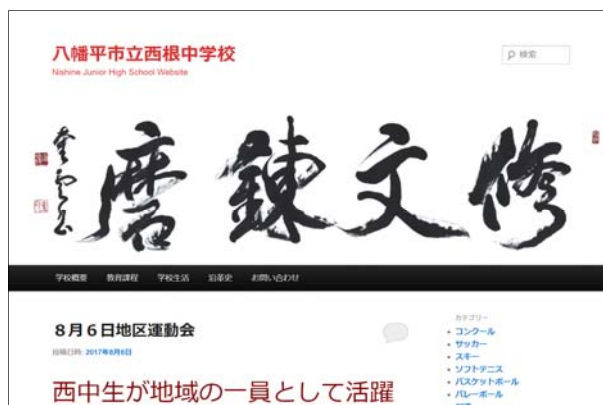 八幡平市立西根中学校
Nishine Junior High School Website
検索
修文錬磨
学校概要 教育課程 学校生活 沿革史 お問い合わせ
8月6日地区運動会
投稿日時: 2017年8月6日
西中生が地域の一員として活躍
カテゴリー
コンクール
サッカー
スキー
ソフトテニス
バスケットボール
バレーボール